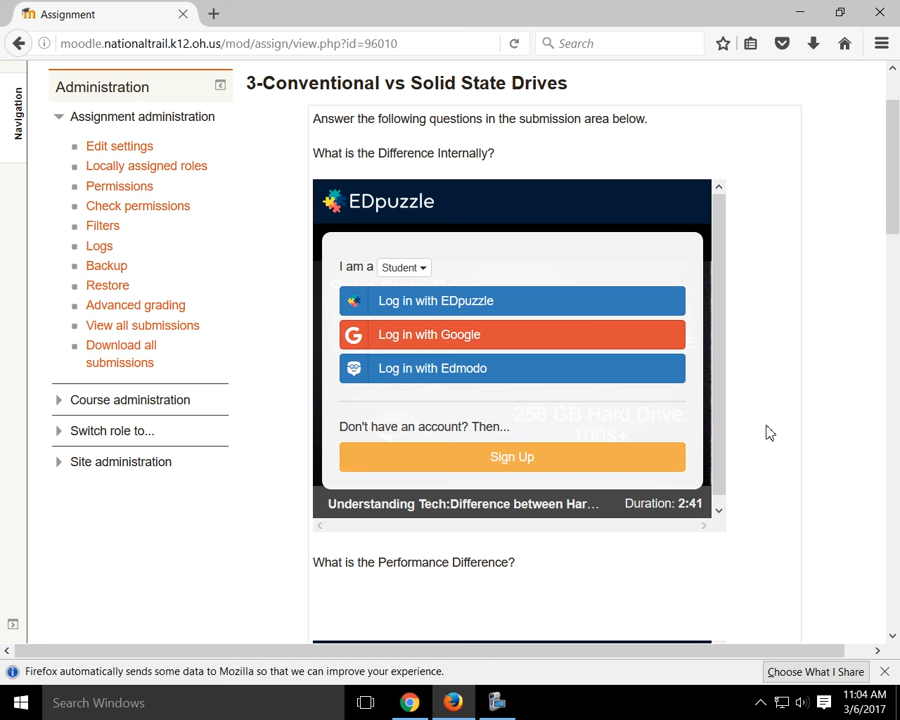 Assignment
moodle.nationaltrail.k12.oh.us/mod/assign/view.php?id=96010
Search
Navigation
Administration
Assignment administration
Edit settings
Locally assigned roles
Permissions
Check permissions
Filters
Logs
Backup
Restore
Advanced grading
View all submissions
Download all
submissions
Course administration
Switch role to...
Site administration
3-Conventional vs Solid State Drives
Answer the following questions in the submission area below.
What is the Difference Internally?
EDpuzzle
I am a Student
Log in with EDpuzzle
Log in with Google
Log in with Edmodo
256 GB Hard Drive:
100$+
Don't have an account? Then...
Sign Up
Understanding Tech:Difference between Har...
Duration: 2:41
What is the Performance Difference?
Firefox automatically sends some data to Mozilla so that we can improve your experience.
Choose What I Share
Search Windows
11:04 AM
3/6/2017